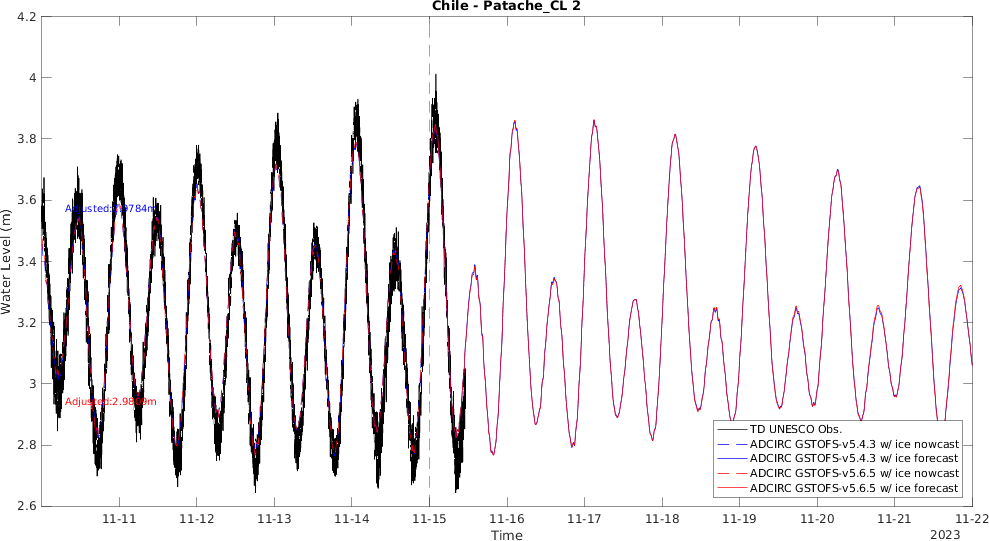 Chile - Patache_CL 2
4.2
4
3.8
3.6
3.4
3.2
3
2.8
2.6
Water Level (m)
Adjusted:2.9809m
TD UNESCO Obs.
ADCIRC GSTOFS-v5.4.3 w/ ice nowcast
ADCIRC GSTOFS-v5.4.3 w/ ice forecast
ADCIRC GSTOFS-v5.6.5 w/ ice nowcast
ADCIRC GSTOFS-v5.6.5 w/ ice forecast
11-11 11-12 11-13 11-14 11-15 11-16 11-17 11-18 11-19 11-20 11-21 11-22
Time
2023